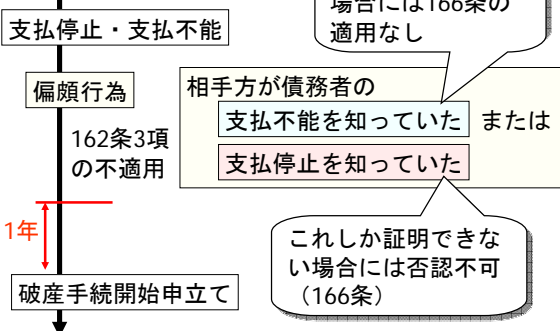 場合には166条の
適用なし
支払停止・支払不能
偏頗行為
相手方が債務者の
支払不能を知っていた または
支払停止を知っていた
162条3項
の不適用
1年
これしか証明できな
い場合には否認不可
（166条）
破産手続開始申立て